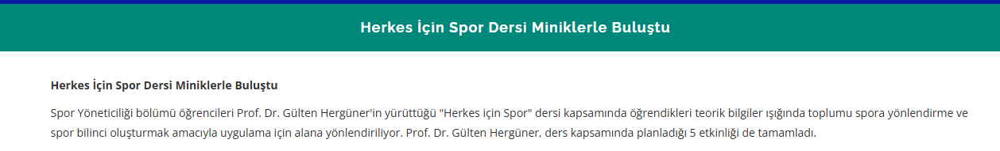 Herkes İçin Spor Dersi Miniklerle Buluştu
Herkes İçin Spor Dersi Miniklerle Buluştu
Spor Yöneticiliği bölümü öğrencileri Prof. Dr. Gülten Hergüner'in yürüttüğü "Herkes için Spor" dersi kapsamında öğrendikleri teorik bilgiler ışığında toplumu spora yönlendirme ve
spor bilinci oluşturmak amacıyla uygulama için alana yönlendiriliyor. Prof. Dr. Gülten Hergüner, ders kapsamında planladığı 5 etkinliği de tamamladı.